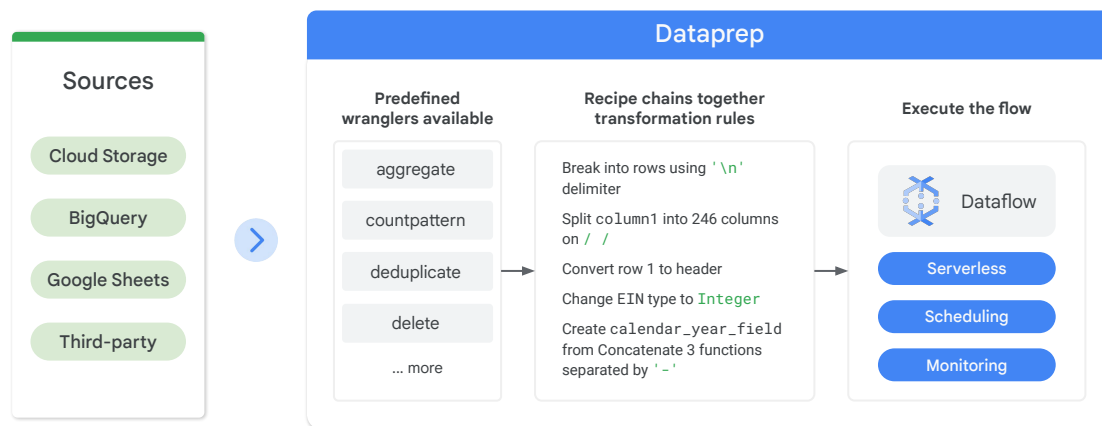 Sources
Cloud Storage
BigQuery
Google Sheets
Third-party
Dataprep
Predefined
wranglers available
aggregate
countpattern
deduplicate
delete
... more
Recipe chains together
transformation rules
Break into rows using '\n'
delimiter
Split column1 into 246 columns
on / /
Convert row 1 to header
Change EIN type to Integer
Create calendar_year_field
from Concatenate 3 functions
separated by '-'
Execute the flow
Dataflow
Serverless
Scheduling
Monitoring